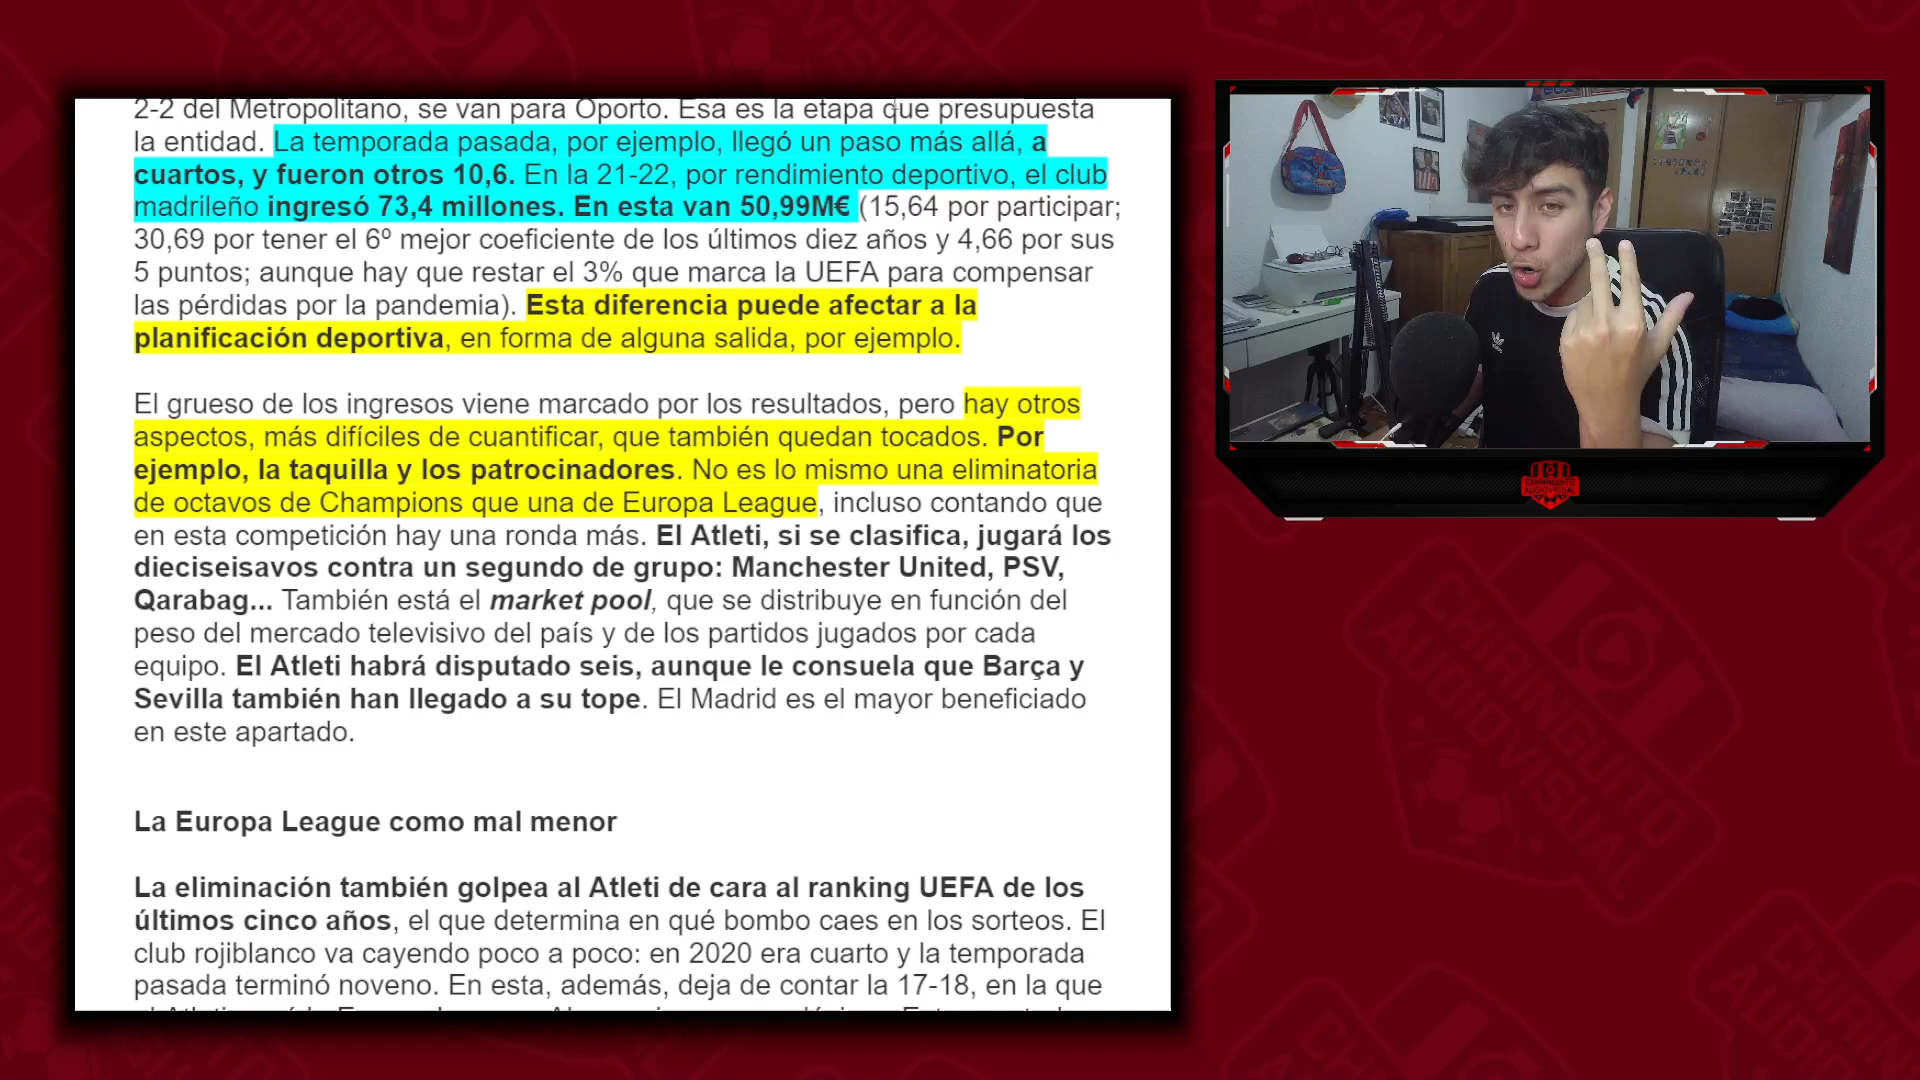 2-2 del Metropolitano, se van para Oporto. Esa es la etapa que presupuesta
la entidad. La temporada pasada, por ejemplo, llegó un paso más allá, a
cuartos, y fueron otros 10,6. En la 21-22, por rendimiento deportivo, el club
madrileño ingresó 73,4 millones. En esta van 50,99M€ (15,64 por participar;
30,69 por tener el 6º mejor coeficiente de los últimos diez años y 4,66 por sus
5 puntos; aunque hay que restar el 3% que marca la UEFA para compensar
las pérdidas por la pandemia). Esta diferencia puede afectar a la
planificación deportiva, en forma de alguna salida, por ejemplo.
El grueso de los ingresos viene marcado por los resultados, pero hay otros
aspectos, más difíciles de cuantificar, que también quedan tocados. Por
ejemplo, la taquilla y los patrocinadores. No es lo mismo una eliminatoria
de octavos de Champions que una de Europa League, incluso contando que
en esta competición hay una ronda más. El Atleti, si se clasifica, jugará los
dieciseisavos contra un segundo de grupo: Manchester United, PSV,
Qarabag... También está el market pool, que se distribuye en función del
peso del mercado televisivo del país y de los partidos jugados por cada
equipo. El Atleti habrá disputado seis, aunque le consuela que Barça y
Sevilla también han llegado a su tope. El Madrid es el mayor beneficiado
en este apartado.
La Europa League como mal menor
La eliminación también golpea al Atleti de cara al ranking UEFA de los
últimos cinco años, el que determina en qué bombo caes en los sorteos. El
club rojiblanco va cayendo poco a poco: en 2020 era cuarto y la temporada
pasada terminó noveno. En esta, además, deja de contar la 17-18, en la que
CHIRINGUITO
AUDIOVISUAL
CHIRINGUITO
AUDIOVISUAL